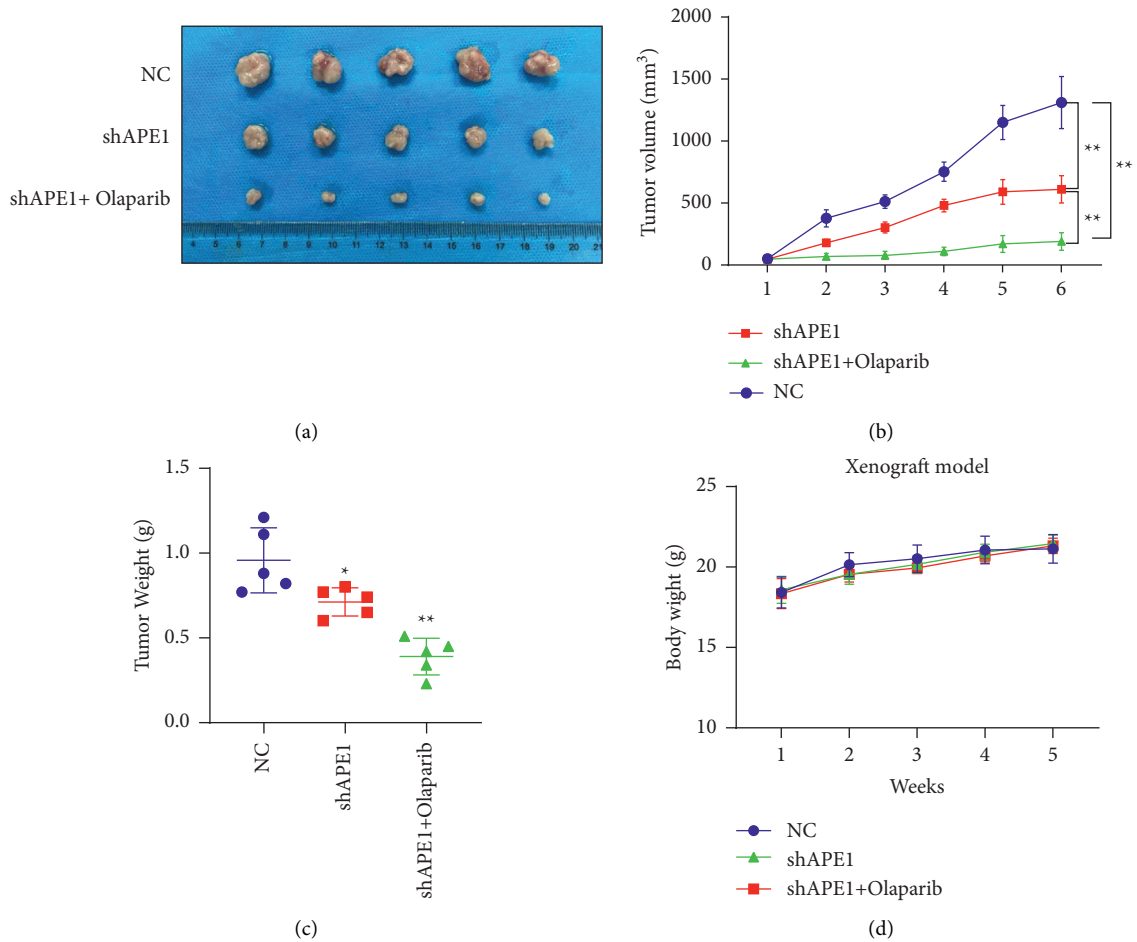 NC
shAPE1
shAPE1+ Olaparib
4 5 6 7 8 9 10 11 12 13 14 15 16 17 18 19 20 21
(a)
2000
1500
1000
500
0
Tumor volume (mm³)
1 2 3 4 5 6
**
**
**
shAPE1
shAPE1+Olaparib
NC
(b)
1.5
1.0
0.5
0.0
Tumor Weight (g)
*
**
NC
shAPE1
shAPE1+Olaparib
(c)
Xenograft model
25
20
15
10
Body wight (g)
1 2 3 4 5
Weeks
NC
shAPE1
shAPE1+Olaparib
(d)